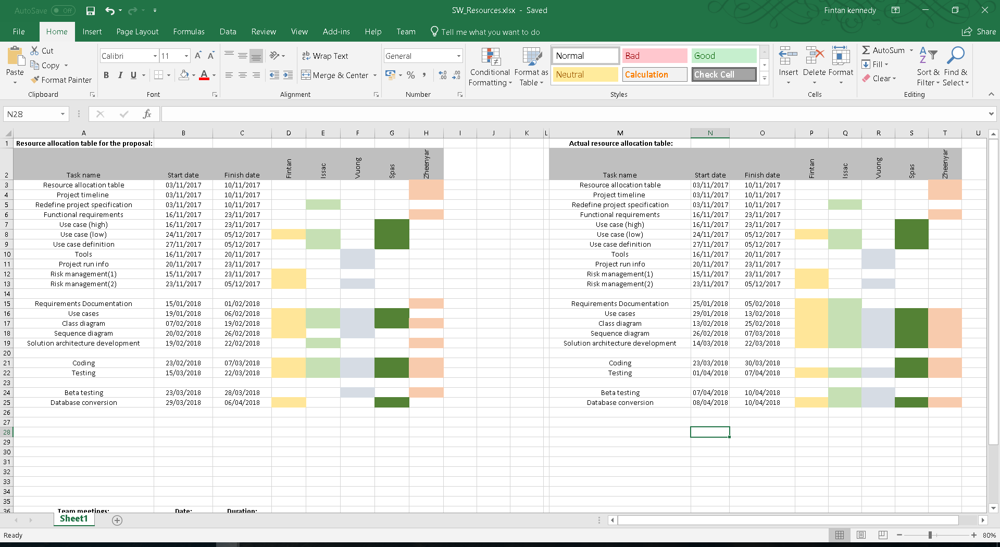 AutoSave Off SW_Resources.xlsx - Saved Fintan kennedy
File Home Insert Page Layout Formulas Data Review View Add-ins Help Team Tell me what you want to do Share
Paste Cut Copy Format Painter Clipboard
Calibri 11 A A B I U A Font
Wrap Text Merge & Center Alignment
General % , .00 Number
Conditional Formatting Format as Table
Normal Bad Good
Neutral Calculation Check Cell
Styles
Insert Delete Format Cells
AutoSum Fill Clear Sort & Filter Find & Select Editing
N28 fx
A B C D E F G H I J K L M N O P Q R S T U
1 Resource allocation table for the proposal: Actual resource allocation table:
2 Task name Start date Finish date Fintan Issac Vuong Spas Zheenyar Task name Start date Finish date Fintan Issac Vuong Spas Zheenyar
3 Resource allocation table 03/11/2017 10/11/2017 Resource allocation table 03/11/2017 10/11/2017
4 Project timeline 03/11/2017 10/11/2017 Project timeline 03/11/2017 10/11/2017
5 Redefine project specification 03/11/2017 10/11/2017 Redefine project specification 03/11/2017 10/11/2017
6 Functional requirements 16/11/2017 23/11/2017 Functional requirements 16/11/2017 23/11/2017
7 Use case (high) 16/11/2017 23/11/2017 Use case (high) 16/11/2017 23/11/2017
8 Use case (low) 24/11/2017 05/12/2017 Use case (low) 24/11/2017 05/12/2017
9 Use case definition 27/11/2017 05/12/2017 Use case definition 27/11/2017 05/12/2017
10 Tools 16/11/2017 20/11/2017 Tools 16/11/2017 20/11/2017
11 Project run info 20/11/2017 23/11/2017 Project run info 20/11/2017 23/11/2017
12 Risk management(1) 15/11/2017 23/11/2017 Risk management(1) 15/11/2017 23/11/2017
13 Risk management(2) 23/11/2017 05/12/2017 Risk management(2) 23/11/2017 05/12/2017
14
15 Requirements Documentation 15/01/2018 01/02/2018 Requirements Documentation 25/01/2018 05/02/2018
16 Use cases 19/01/2018 06/02/2018 Use cases 29/01/2018 13/02/2018
17 Class diagram 07/02/2018 19/02/2018 Class diagram 13/02/2018 25/02/2018
18 Sequence diagram 20/02/2018 26/02/2018 Sequence diagram 26/02/2018 07/03/2018
19 Solution architecture development 19/02/2018 22/02/2018 Solution architecture development 14/03/2018 22/03/2018
20
21 Coding 23/02/2018 07/03/2018 Coding 23/03/2018 30/03/2018
22 Testing 15/03/2018 22/03/2018 Testing 01/04/2018 07/04/2018
23
24 Beta testing 23/03/2018 28/03/2018 Beta testing 07/04/2018 10/04/2018
25 Database conversion 29/03/2018 06/04/2018 Database conversion 08/04/2018 10/04/2018
26
27
28
29
30
31
32
33
34
35
36 Team meetings: Date: Duration:
Sheet1
Ready 80%